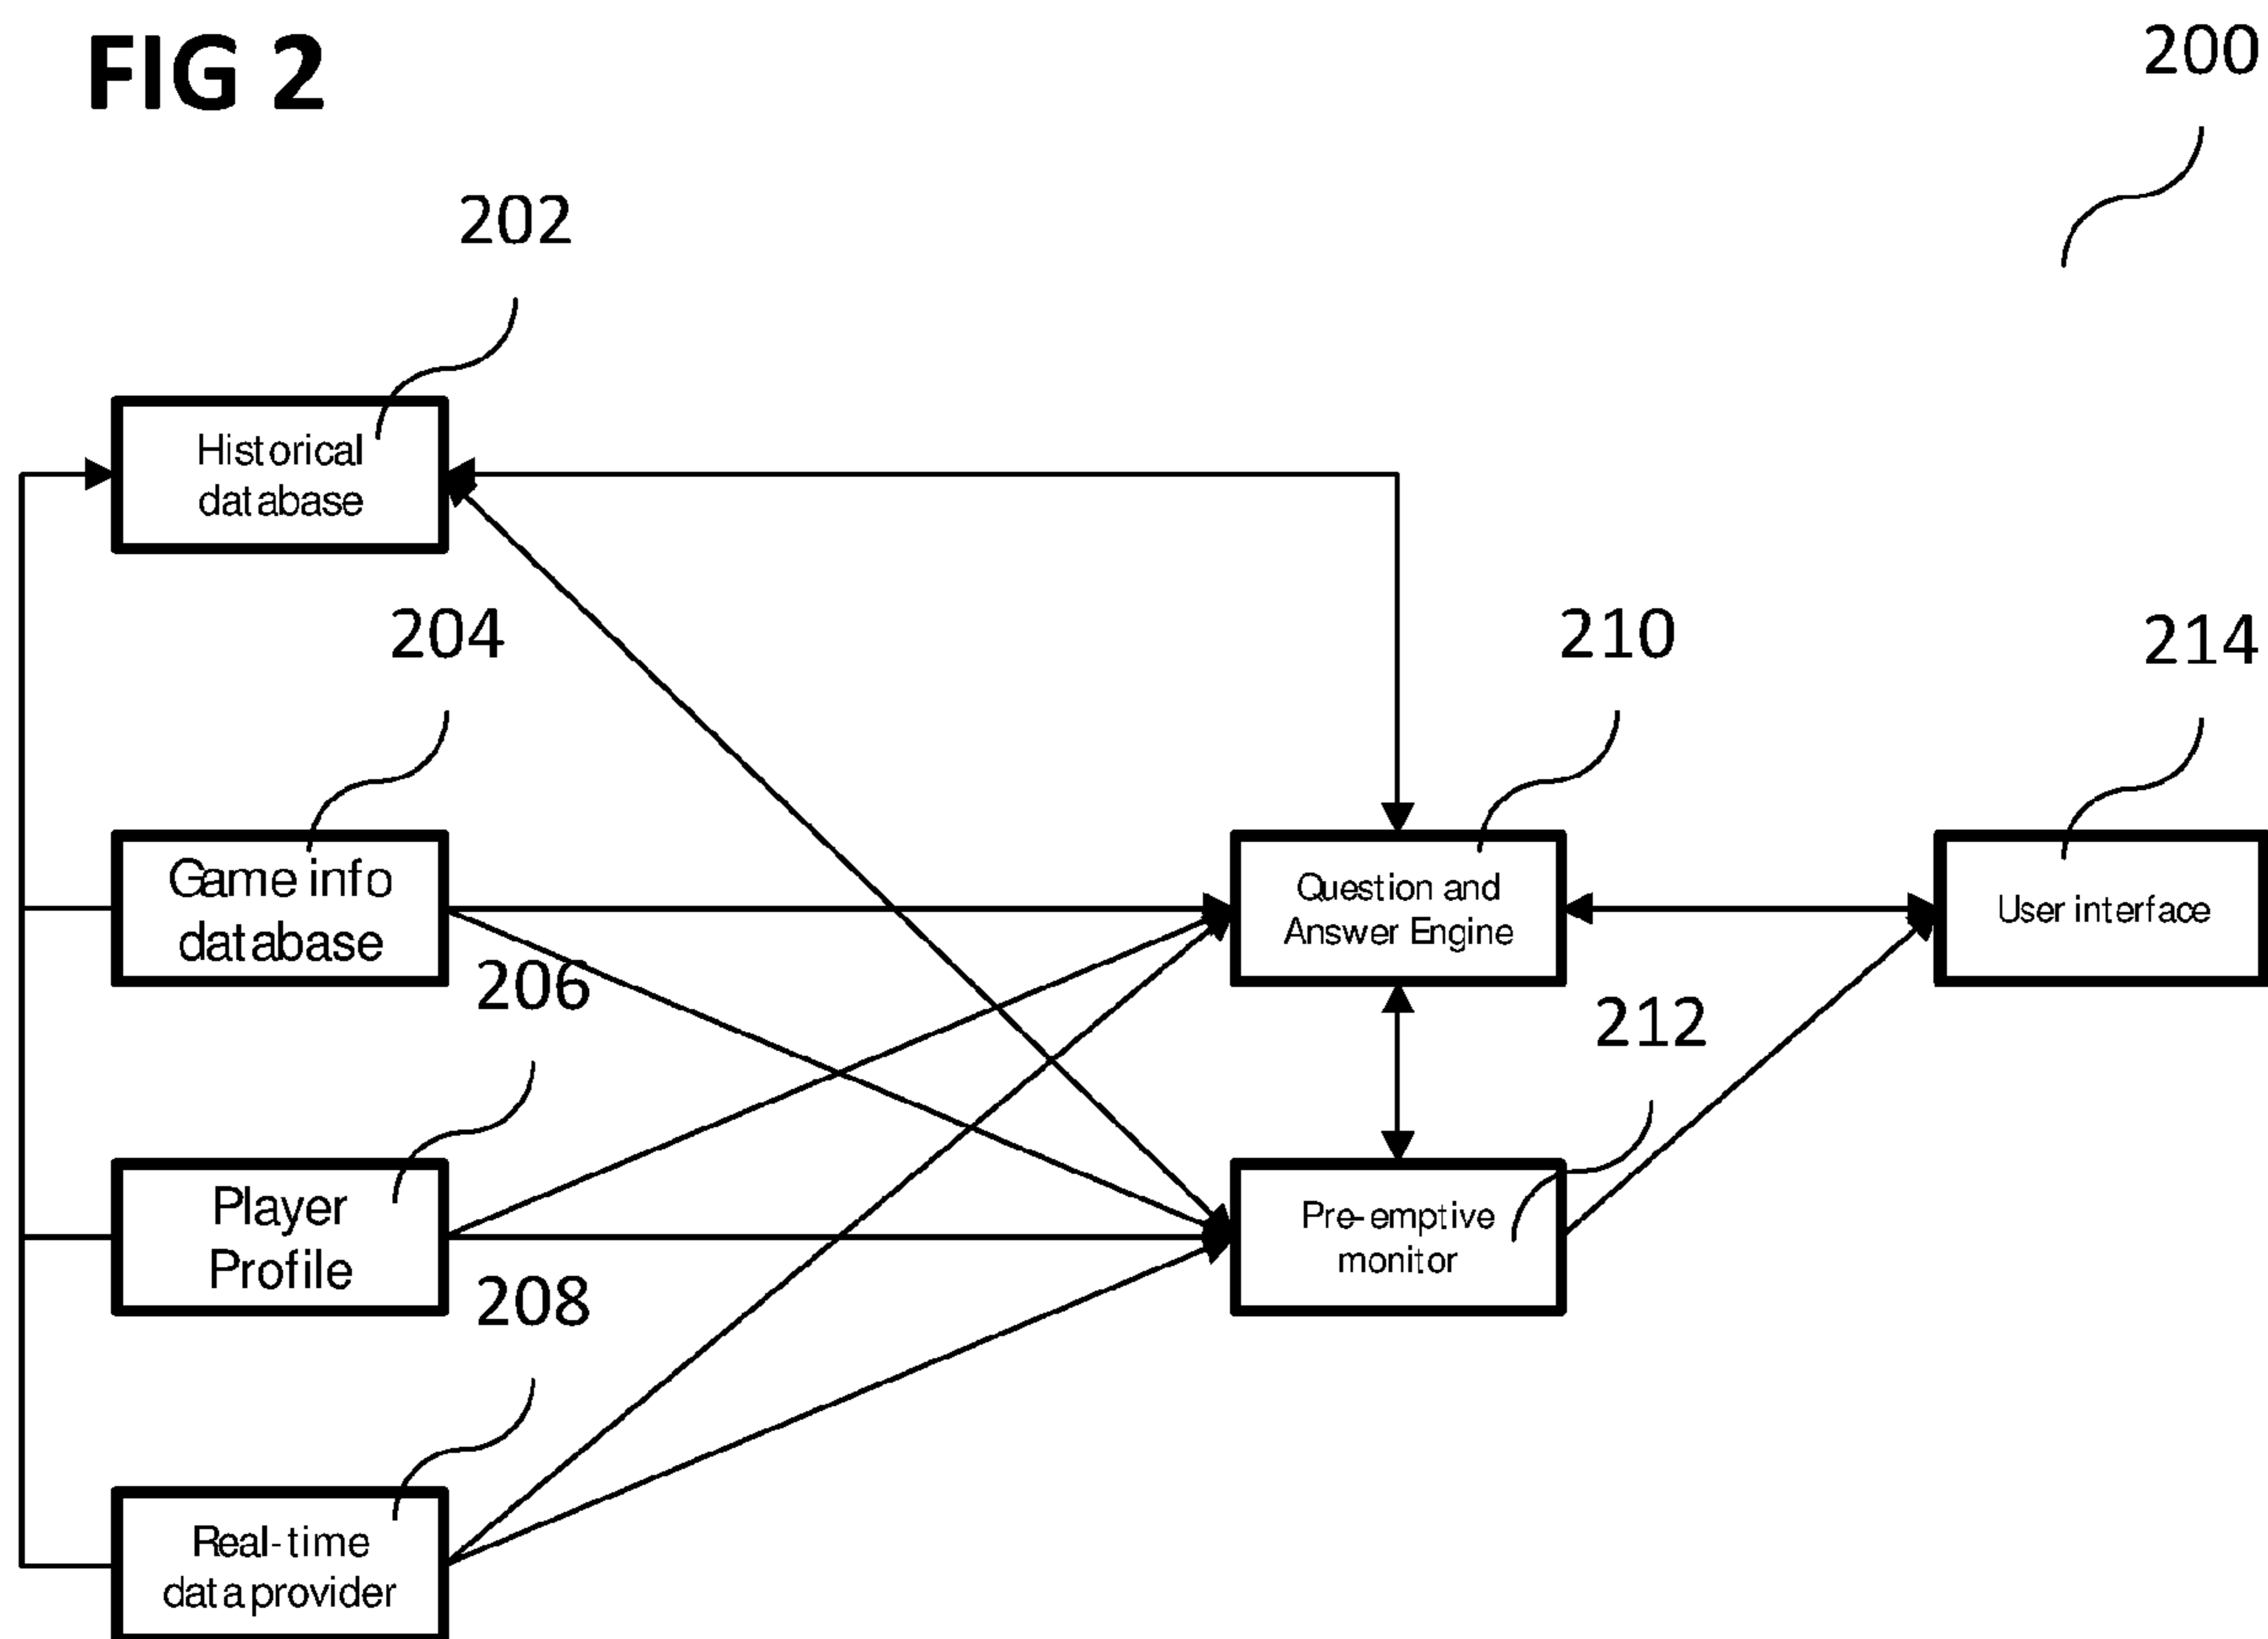 FIG 2
200
202
Historical
database
204
210
214
Game info
database
Question and
Answer Engine
User interface
206
212
Player
Profile
Pre-emptive
monitor
208
Real-time
data provider